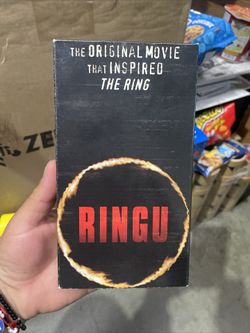 THE ORIGINAL MOVIE
THAT INSPIRED
THE RING
RINGU